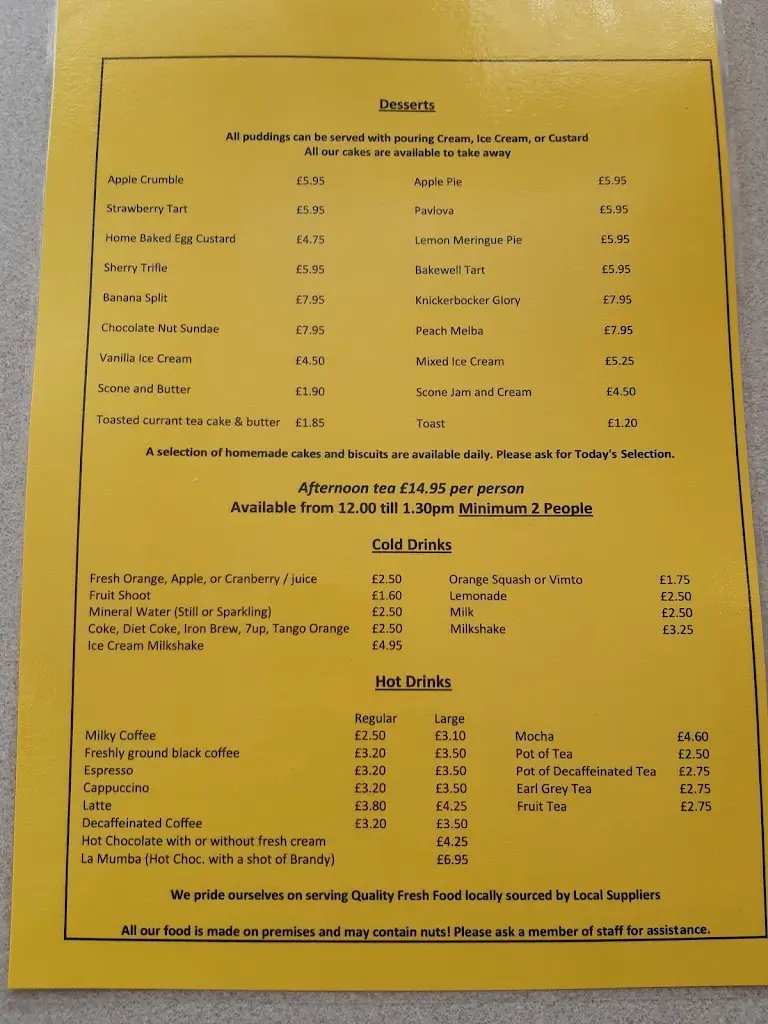 Desserts
All puddings can be served with pouring Cream, Ice Cream, or Custard
All our cakes are available to take away
Apple Crumble £5.95 Apple Pie £5.95
Strawberry Tart £5.95 Pavlova £5.95
Home Baked Egg Custard £4.75 Lemon Meringue Pie £5.95
Sherry Trifle £5.95 Bakewell Tart £5.95
Banana Split £7.95 Knickerbocker Glory £7.95
Chocolate Nut Sundae £7.95 Peach Melba £7.95
Vanilla Ice Cream £4.50 Mixed Ice Cream £5.25
Scone and Butter £1.90 Scone Jam and Cream £4.50
Toasted currant tea cake & butter £1.85 Toast £1.20
A selection of homemade cakes and biscuits are available daily. Please ask for Today's Selection.
Afternoon tea £14.95 per person
Available from 12.00 till 1.30pm Minimum 2 People
Cold Drinks
Fresh Orange, Apple, or Cranberry / juice £2.50 Orange Squash or Vimto £1.75
Fruit Shoot £1.60 Lemonade £2.50
Mineral Water (Still or Sparkling) £2.50 Milk £2.50
Coke, Diet Coke, Iron Brew, 7up, Tango Orange £2.50 Milkshake £3.25
Ice Cream Milkshake £4.95
Hot Drinks
Regular Large
Milky Coffee £2.50 £3.10 Mocha £4.60
Freshly ground black coffee £3.20 £3.50 Pot of Tea £2.50
Espresso £3.20 £3.50 Pot of Decaffeinated Tea £2.75
Cappuccino £3.20 £3.50 Earl Grey Tea £2.75
Latte £3.80 £4.25 Fruit Tea £2.75
Decaffeinated Coffee £3.20 £3.50
Hot Chocolate with or without fresh cream £4.25
La Mumba (Hot Choc. with a shot of Brandy) £6.95
We pride ourselves on serving Quality Fresh Food locally sourced by Local Suppliers
All our food is made on premises and may contain nuts! Please ask a member of staff for assistance.